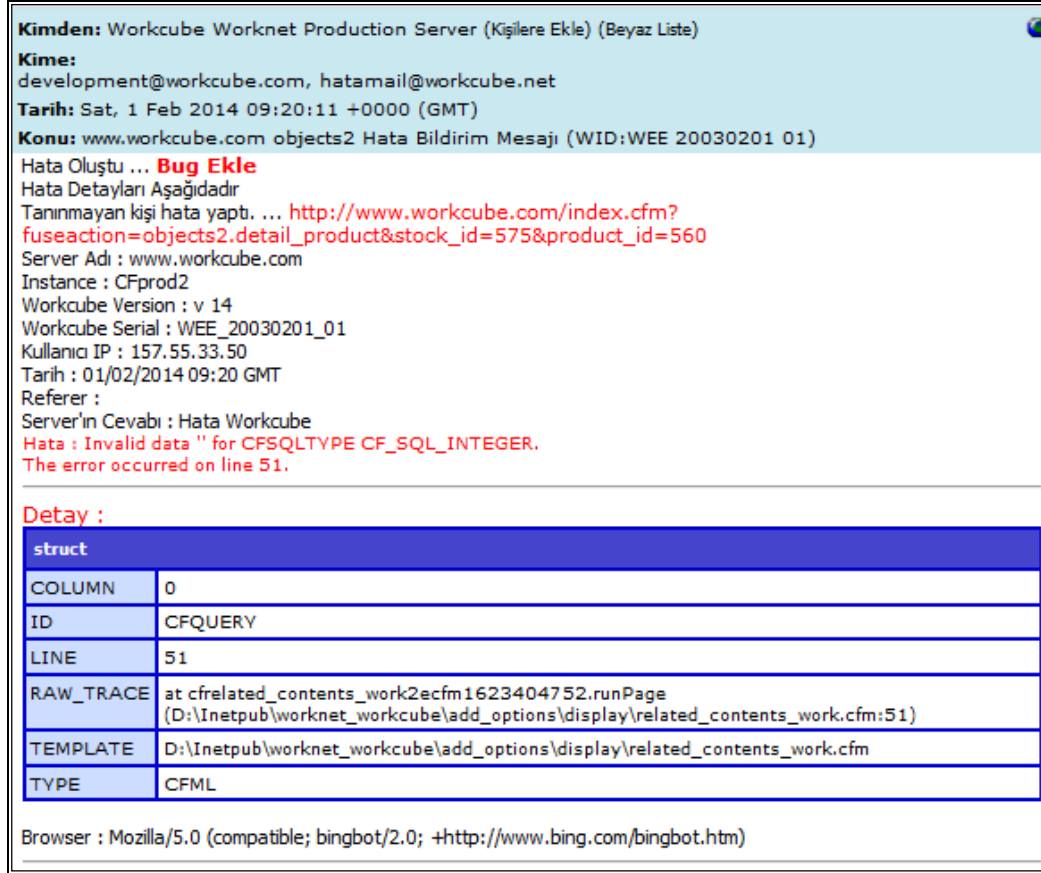 Kimden: Workcube Worknet Production Server (Kişilere Ekle) (Beyaz Liste)
Kime:
development@workcube.com, hatamail@workcube.net
Tarih: Sat, 1 Feb 2014 09:20:11 +0000 (GMT)
Konu: www.workcube.com objects2 Hata Bildirim Mesajı (WID:WEE 20030201 01)
Hata Oluştu ... Bug Ekle
Hata Detayları Aşağıdadır
Tanınmayan kişi hata yaptı. ... http://www.workcube.com/index.cfm?
fuseaction=objects2.detail_product&stock_id=575&product_id=560
Server Adı : www.workcube.com
Instance : CFprod2
Workcube Version : v 14
Workcube Serial : WEE_20030201_01
Kullanıcı IP : 157.55.33.50
Tarih : 01/02/2014 09:20 GMT
Referer :
Server'ın Cevabı : Hata Workcube
Hata : Invalid data '' for CFSQLTYPE CF_SQL_INTEGER.
The error occurred on line 51.
Detay :
struct
COLUMN 0
ID CFQUERY
LINE 51
RAW_TRACE at cfrelated_contents_work2ecfm1623404752.runPage
(D:\Inetpub\worknet_workcube\add_options\display\related_contents_work.cfm:51)
TEMPLATE D:\Inetpub\worknet_workcube\add_options\display\related_contents_work.cfm
TYPE CFML
Browser : Mozilla/5.0 (compatible; bingbot/2.0; +http://www.bing.com/bingbot.htm)